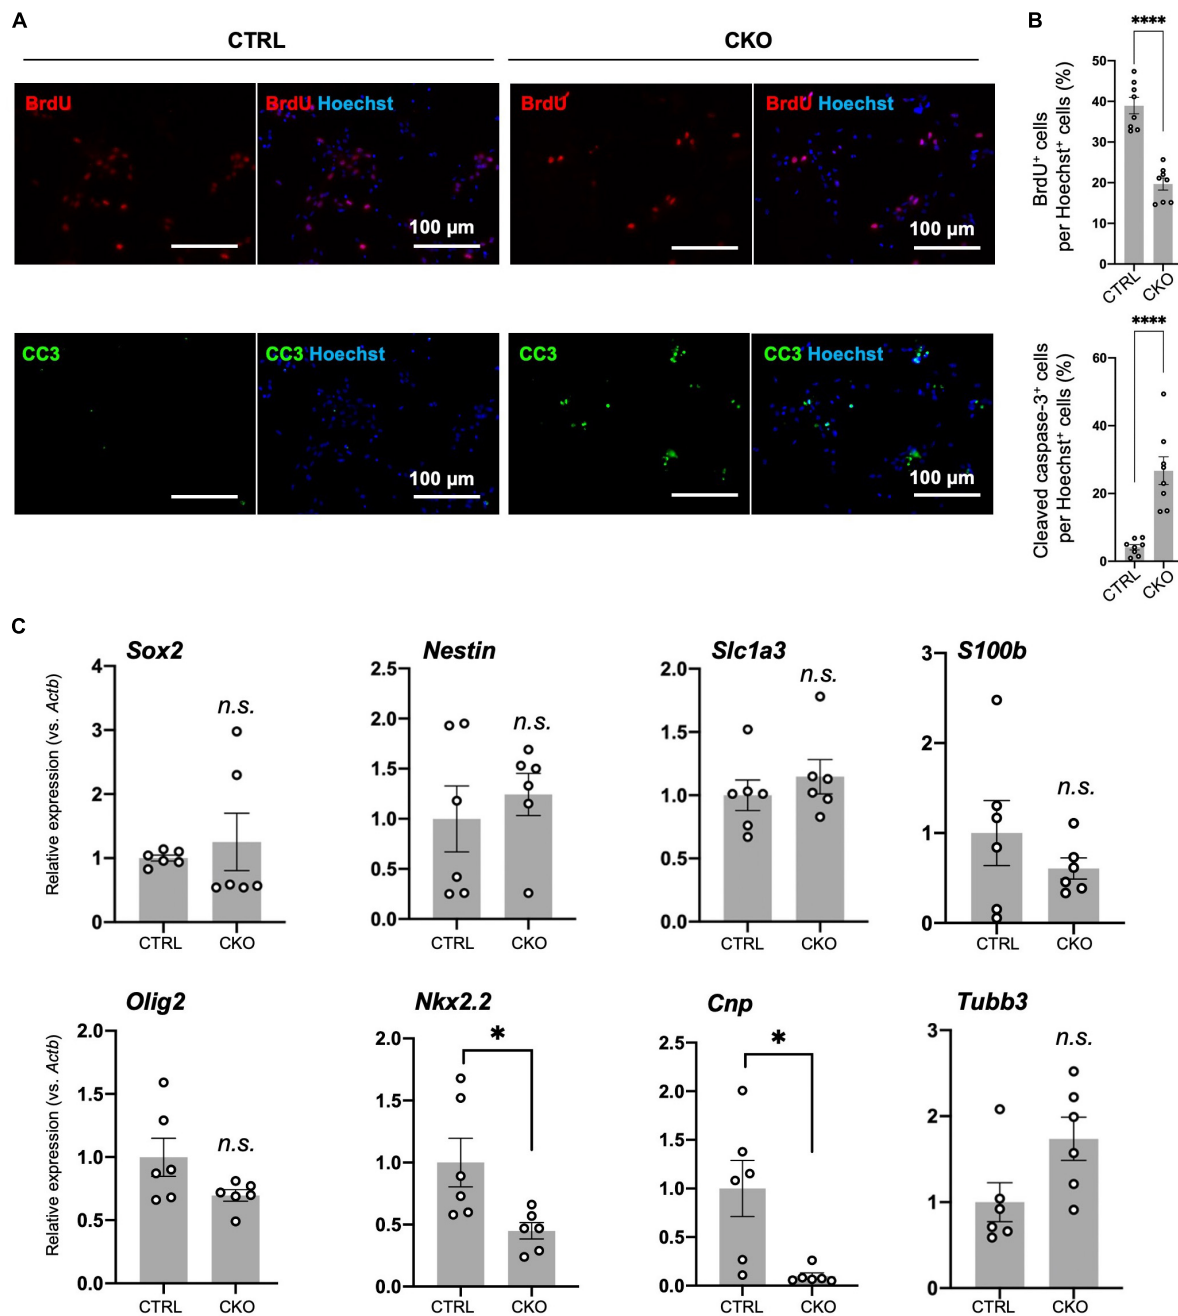 A
CTRL
CKO
BrdU
BrdU Hoechst
100 µm
BrdU
BrdU Hoechst
100 µm
CC3
CC3 Hoechst
100 µm
CC3
CC3 Hoechst
100 µm
B
****
BrdU⁺ cells
per Hoechst⁺ cells (%)
50
40
30
20
10
0
CTRL
CKO
****
Cleaved caspase-3⁺ cells
per Hoechst⁺ cells (%)
60
40
20
0
CTRL
CKO
C
Sox2
Relative expression (vs. Actb)
4
3
2
1
0
n.s.
CTRL
CKO
Nestin
2.5
2.0
1.5
1.0
0.5
0.0
n.s.
CTRL
CKO
Slc1a3
2.0
1.5
1.0
0.5
0.0
n.s.
CTRL
CKO
S100b
3
2
1
0
n.s.
CTRL
CKO
Olig2
Relative expression (vs. Actb)
2.0
1.5
1.0
0.5
0.0
n.s.
CTRL
CKO
Nkx2.2
2.0
1.5
1.0
0.5
0.0
*
CTRL
CKO
Cnp
2.5
2.0
1.5
1.0
0.5
0.0
*
CTRL
CKO
Tubb3
3
2
1
0
n.s.
CTRL
CKO